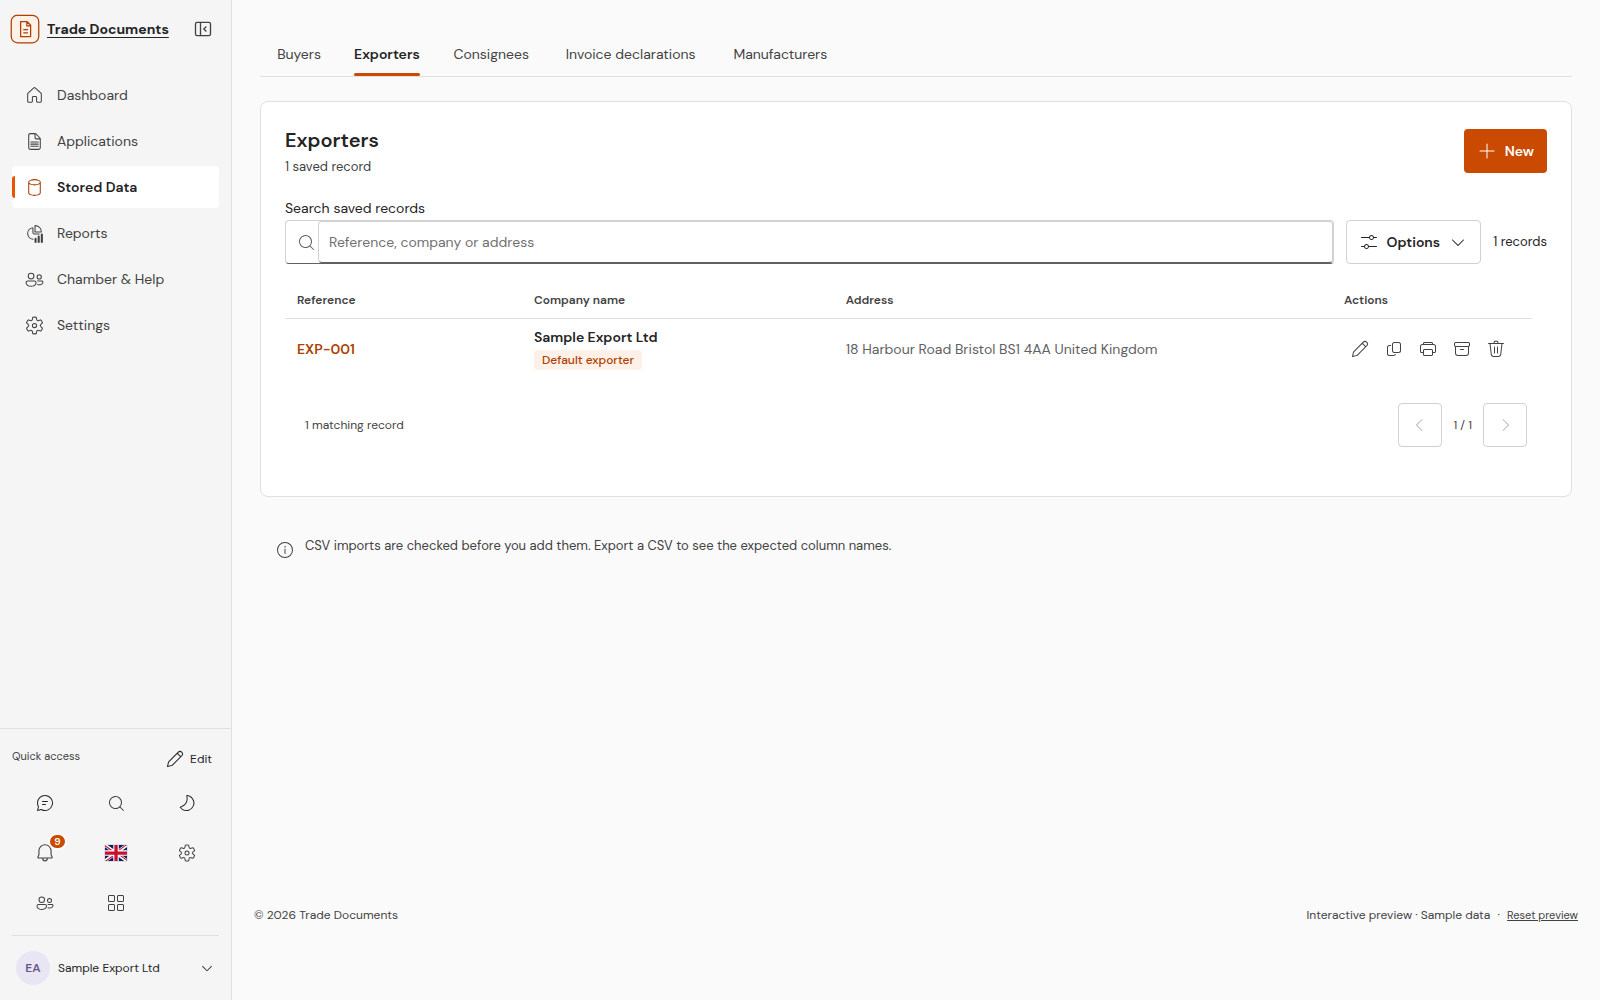 Trade Documents
Dashboard
Applications
Stored Data
Reports
Chamber & Help
Settings
Quick access
Edit
9
EA
Sample Export Ltd
Buyers
Exporters
Consignees
Invoice declarations
Manufacturers
Exporters
1 saved record
New
Search saved records
Reference, company or address
Options
1 records
Reference
Company name
Address
Actions
EXP-001
Sample Export Ltd
Default exporter
18 Harbour Road Bristol BS1 4AA United Kingdom
1 matching record
1 / 1
CSV imports are checked before you add them. Export a CSV to see the expected column names.
© 2026 Trade Documents
Interactive preview · Sample data · Reset preview